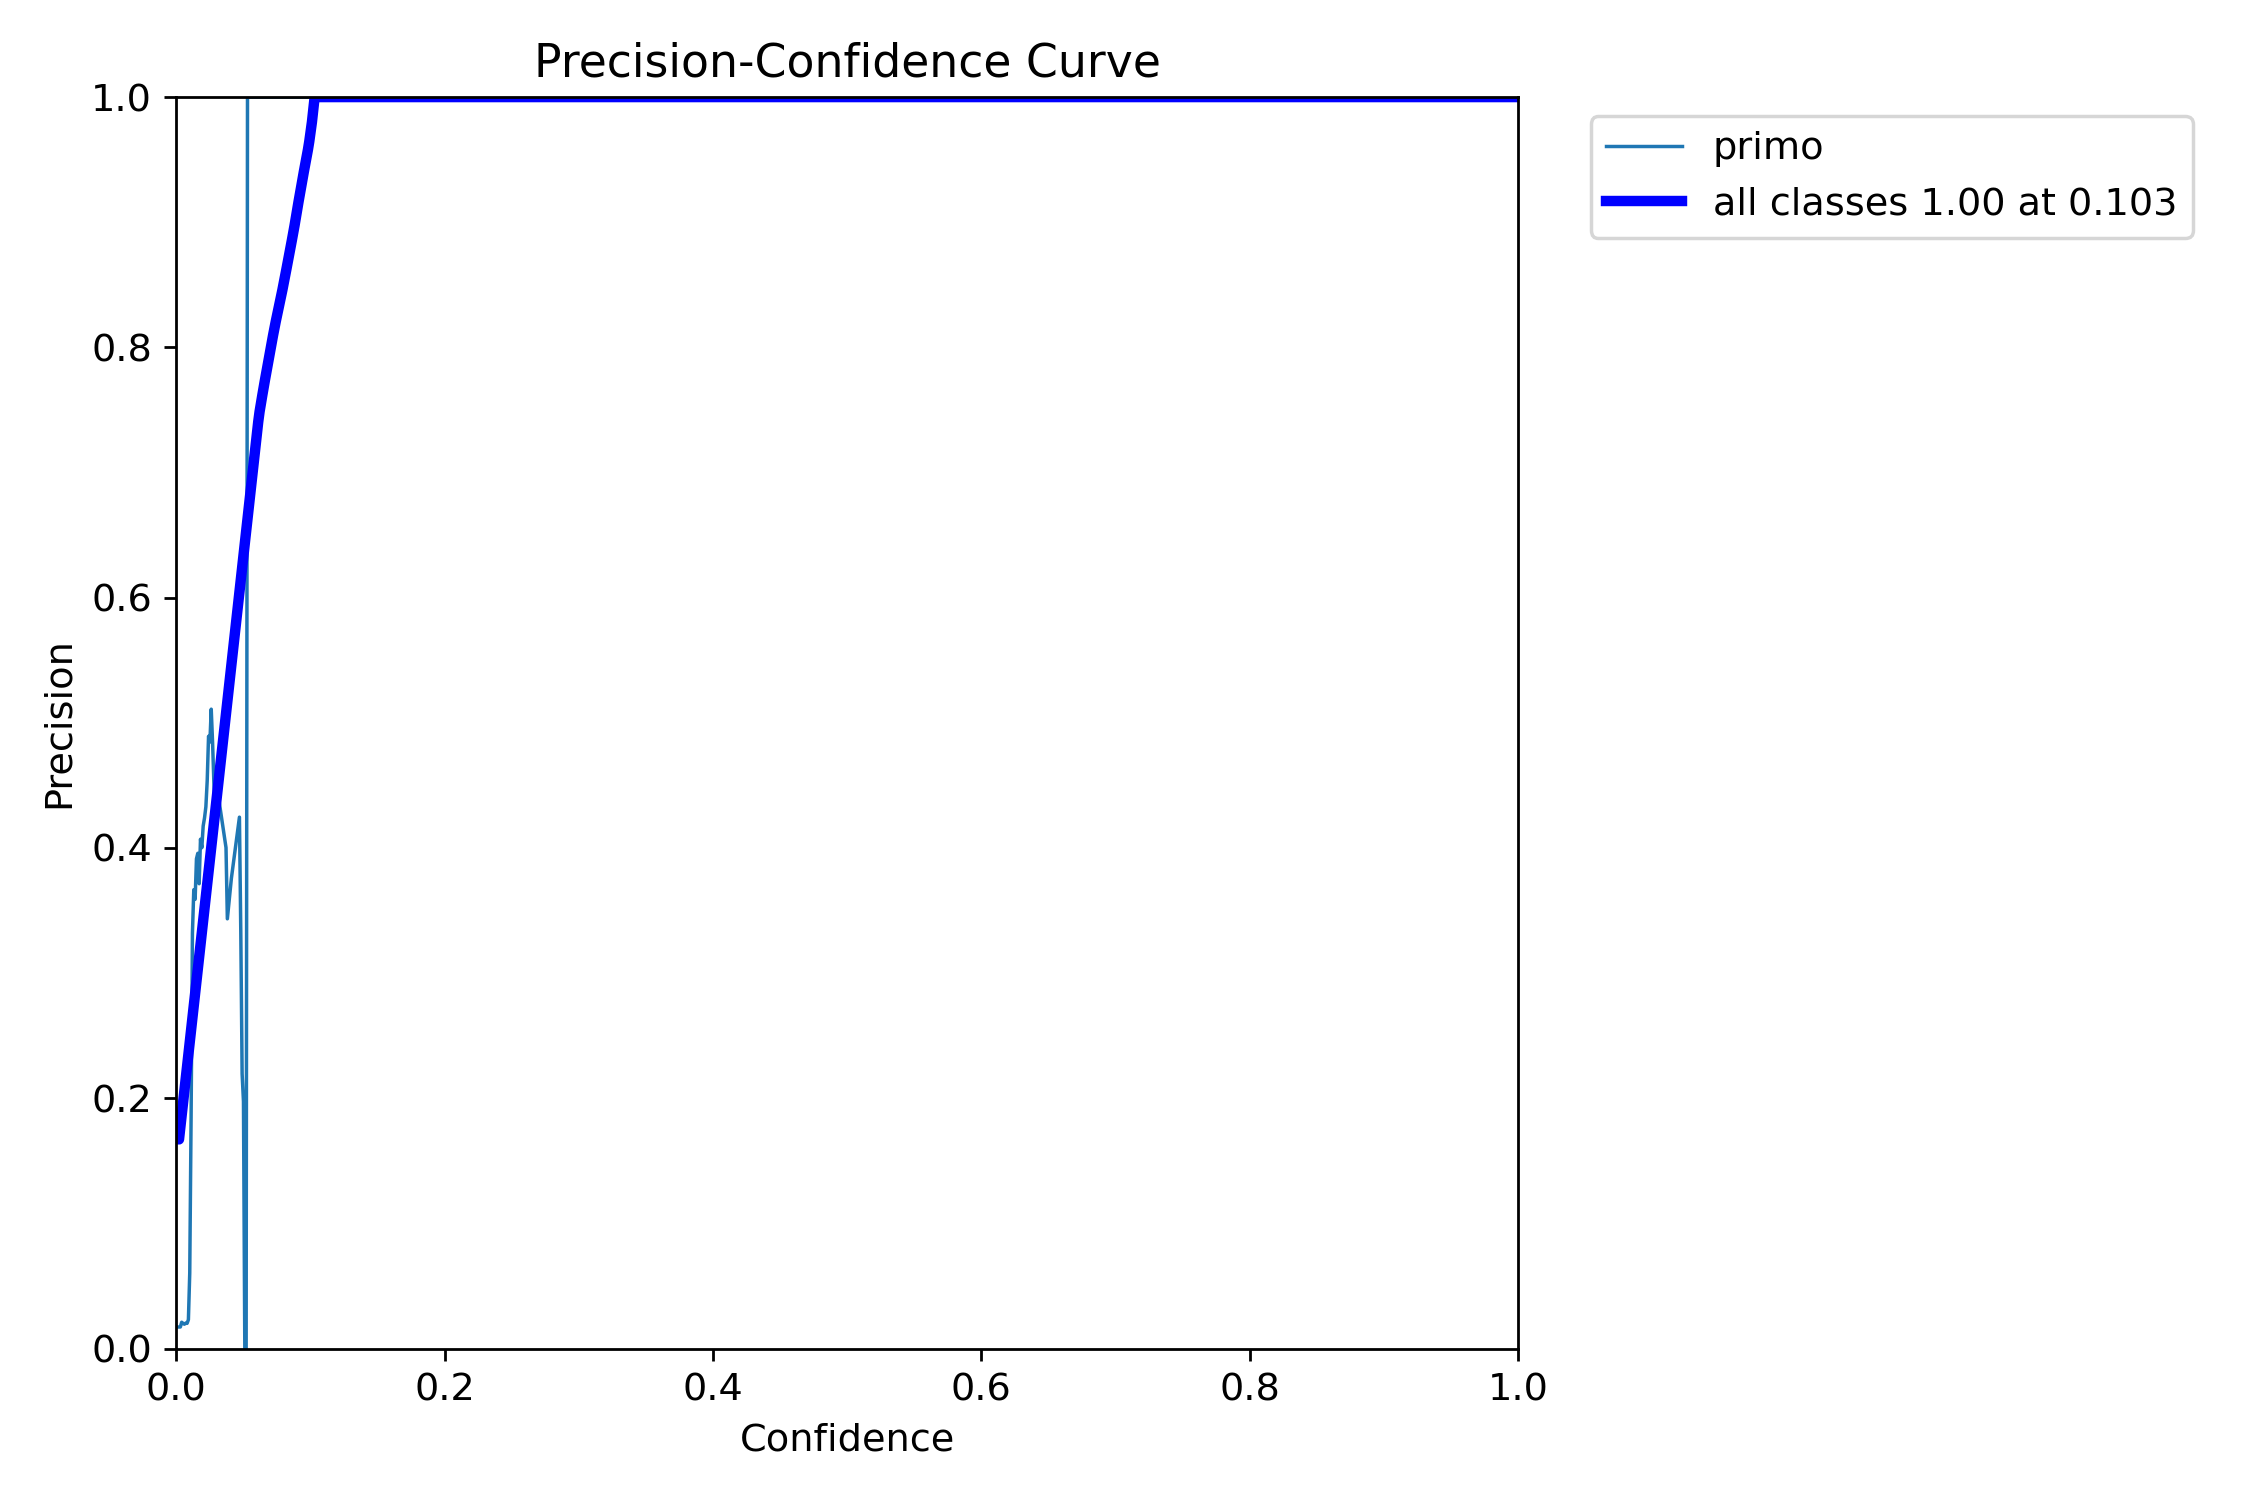 Precision-Confidence Curve
1.0
0.8
0.6
0.4
0.2
0.0
Precision
0.0 0.2 0.4 0.6 0.8 1.0
Confidence
primo
all classes 1.00 at 0.103